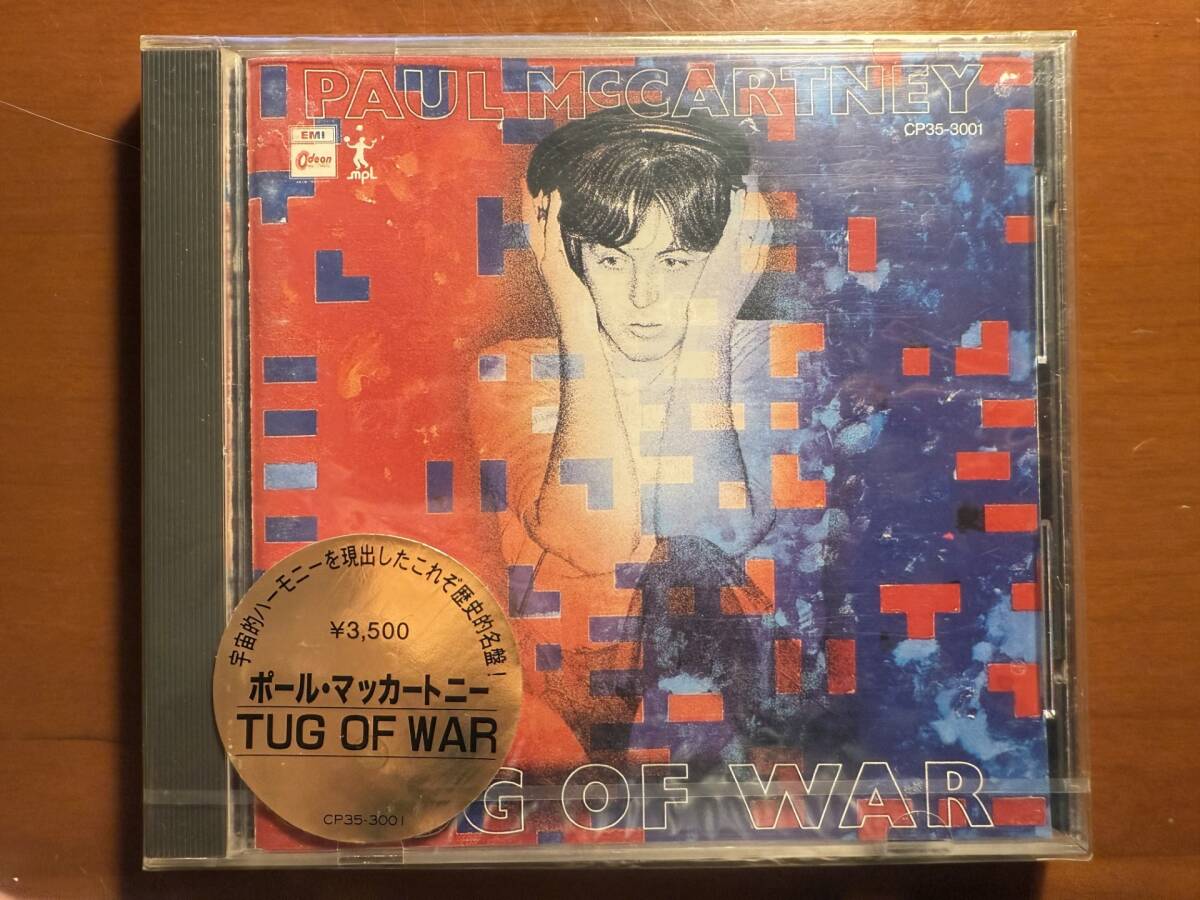 PAUL McCARTNEY
CP35-3001
EMI
Odeon
mpl
宇宙的ハーモニーを現出したこれぞ歴史的名盤!
¥3,500
ポール・マッカートニー
TUG OF WAR
CP35-3001
UG OF WAR